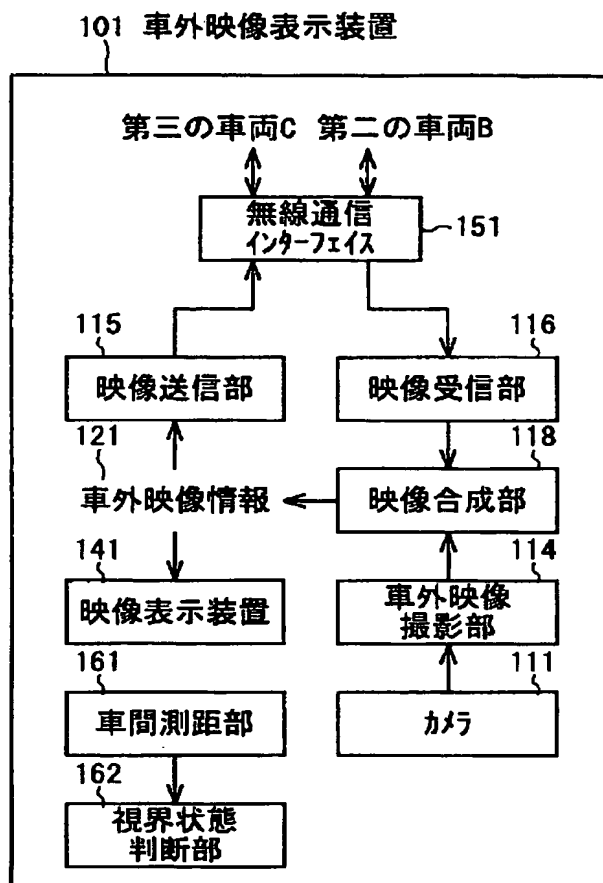 101 車外映像表示装置
第三の車両C 第二の車両B
無線通信
インターフェイス
151
115
116
映像送信部
映像受信部
121
118
車外映像情報
映像合成部
141
114
映像表示装置
車外映像
撮影部
161
111
車間測距部
カメラ
162
視界状態
判断部